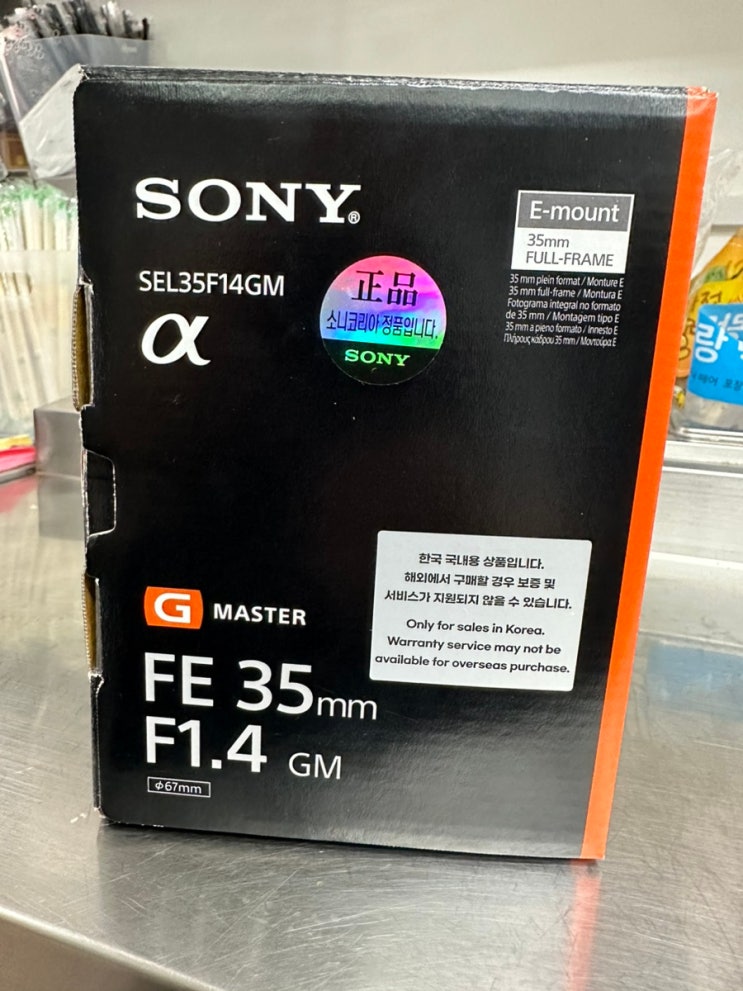 SONY®
SEL35F14GM
α
正品
소니코리아 정품입니다.
SONY
E-mount
35mm
FULL-FRAME
35 mm plein format / Monture E
35 mm full-frame / Montura E
Fotograma integral no formato
de 35 mm / Montagem tipo E
35 mm a pieno formato / Innesto E
Πλήρους καδρου 35 mm / Μοντούρα E
한국 국내용 상품입니다.
해외에서 구매할 경우 보증 및
서비스가 지원되지 않을 수 있습니다.
Only for sales in Korea.
Warranty service may not be
available for overseas purchase.
G MASTER
FE 35mm
F1.4 GM
φ67mm